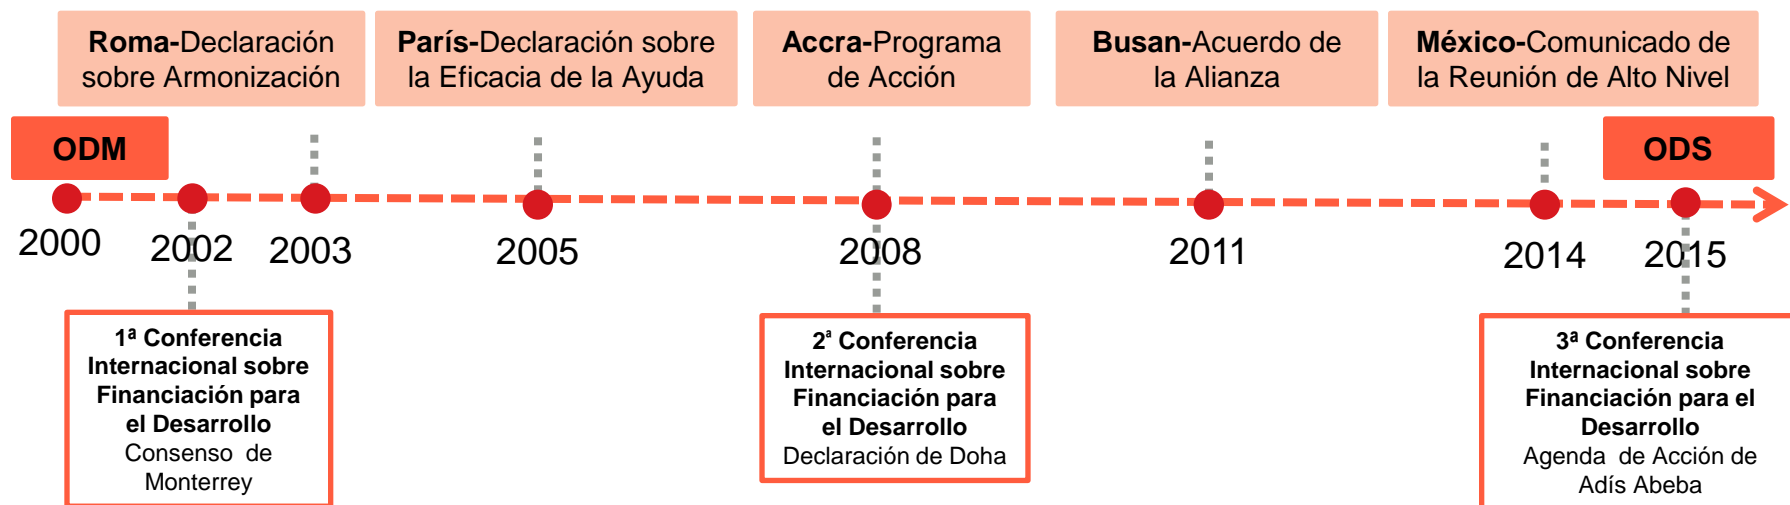 Roma-Declaración
sobre Armonización
París-Declaración sobre
la Eficacia de la Ayuda
Accra-Programa
de Acción
Busan-Acuerdo de
la Alianza
México-Comunicado de
la Reunión de Alto Nivel
ODM
ODS
2000
2002
2003
2005
2008
2011
2014
2015
1ª Conferencia
Internacional sobre
Financiación para
el Desarrollo
Consenso de
Monterrey
2ª Conferencia
Internacional sobre
Financiación para
el Desarrollo
Declaración de Doha
3ª Conferencia
Internacional sobre
Financiación para el
Desarrollo
Agenda de Acción de
Adís Abeba